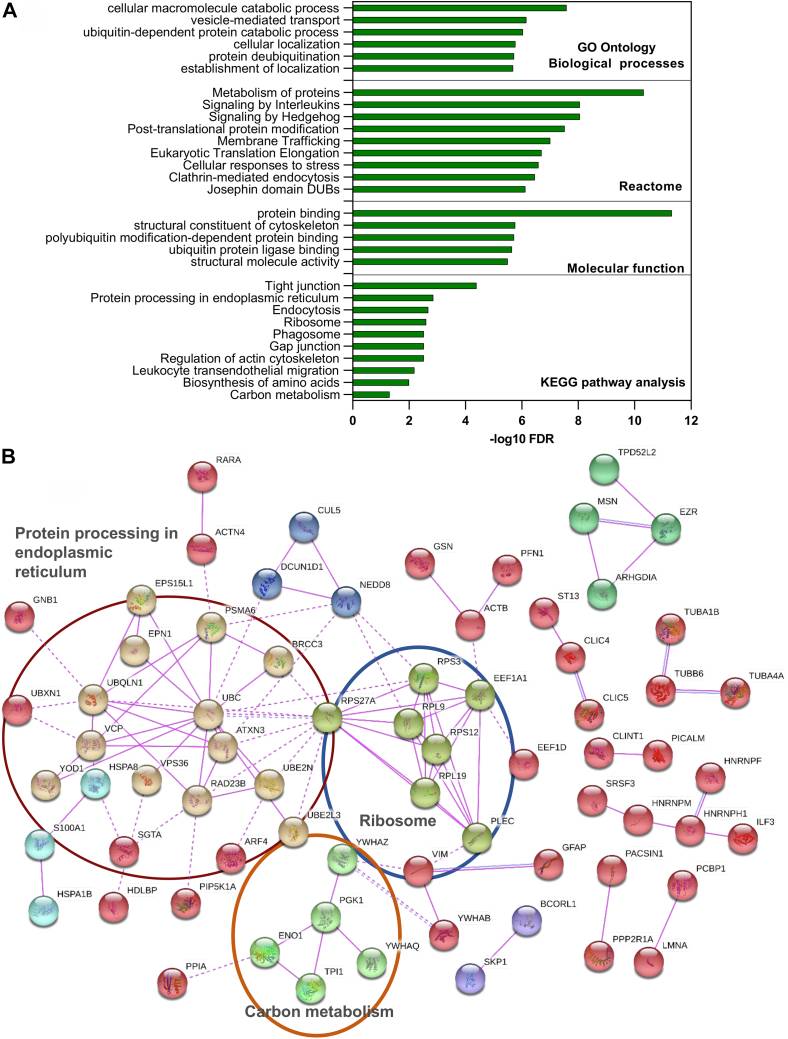 A
cellular macromolecule catabolic process
vesicle-mediated transport
ubiquitin-dependent protein catabolic process
cellular localization
protein deubiquitination
establishment of localization
GO Ontology
Biological processes
Metabolism of proteins
Signaling by Interleukins
Signaling by Hedgehog
Post-translational protein modification
Membrane Trafficking
Eukaryotic Translation Elongation
Cellular responses to stress
Clathrin-mediated endocytosis
Josephin domain DUBs
Reactome
protein binding
structural constituent of cytoskeleton
polyubiquitin modification-dependent protein binding
ubiquitin protein ligase binding
structural molecule activity
Molecular function
Tight junction
Protein processing in endoplasmic reticulum
Endocytosis
Ribosome
Phagosome
Gap junction
Regulation of actin cytoskeleton
Leukocyte transendothelial migration
Biosynthesis of amino acids
Carbon metabolism
KEGG pathway analysis
0 2 4 6 8 10 12
-log10 FDR
B
RARA
TPD52L2
MSN
EZR
CUL5
Protein processing in
endoplasmic
reticulum
ACTN4
GSN
PFN1
DCUN1D1
ARHGDIA
EPS15L1
NEDD8
GNB1
PSMA6
ACTB
ST13
TUBA1B
EPN1
BRCC3
CLIC4
RPS3
EEF1A1
UBXN1
UBQLN1
UBC
RPS27A
TUBB6
TUBA4A
RPL9
CLIC5
VCP
ATXN3
RPS12
EEF1D
CLINT1
PICALM
YOD1
HSPA8
VPS36
RAD23B
UBE2N
RPL19
HNRNPF
SRSF3
HNRNPM
HNRNPH1
ILF3
S100A1
SGTA
UBE2L3
Ribosome
PLEC
ARF4
YWHAZ
VIM
GFAP
PACSIN1
PCBP1
HSPA1B
HDLBP
PIP5K1A
PGK1
YWHAB
BCORL1
ENO1
YWHAQ
PPP2R1A
LMNA
PPIA
TPI1
SKP1
Carbon metabolism